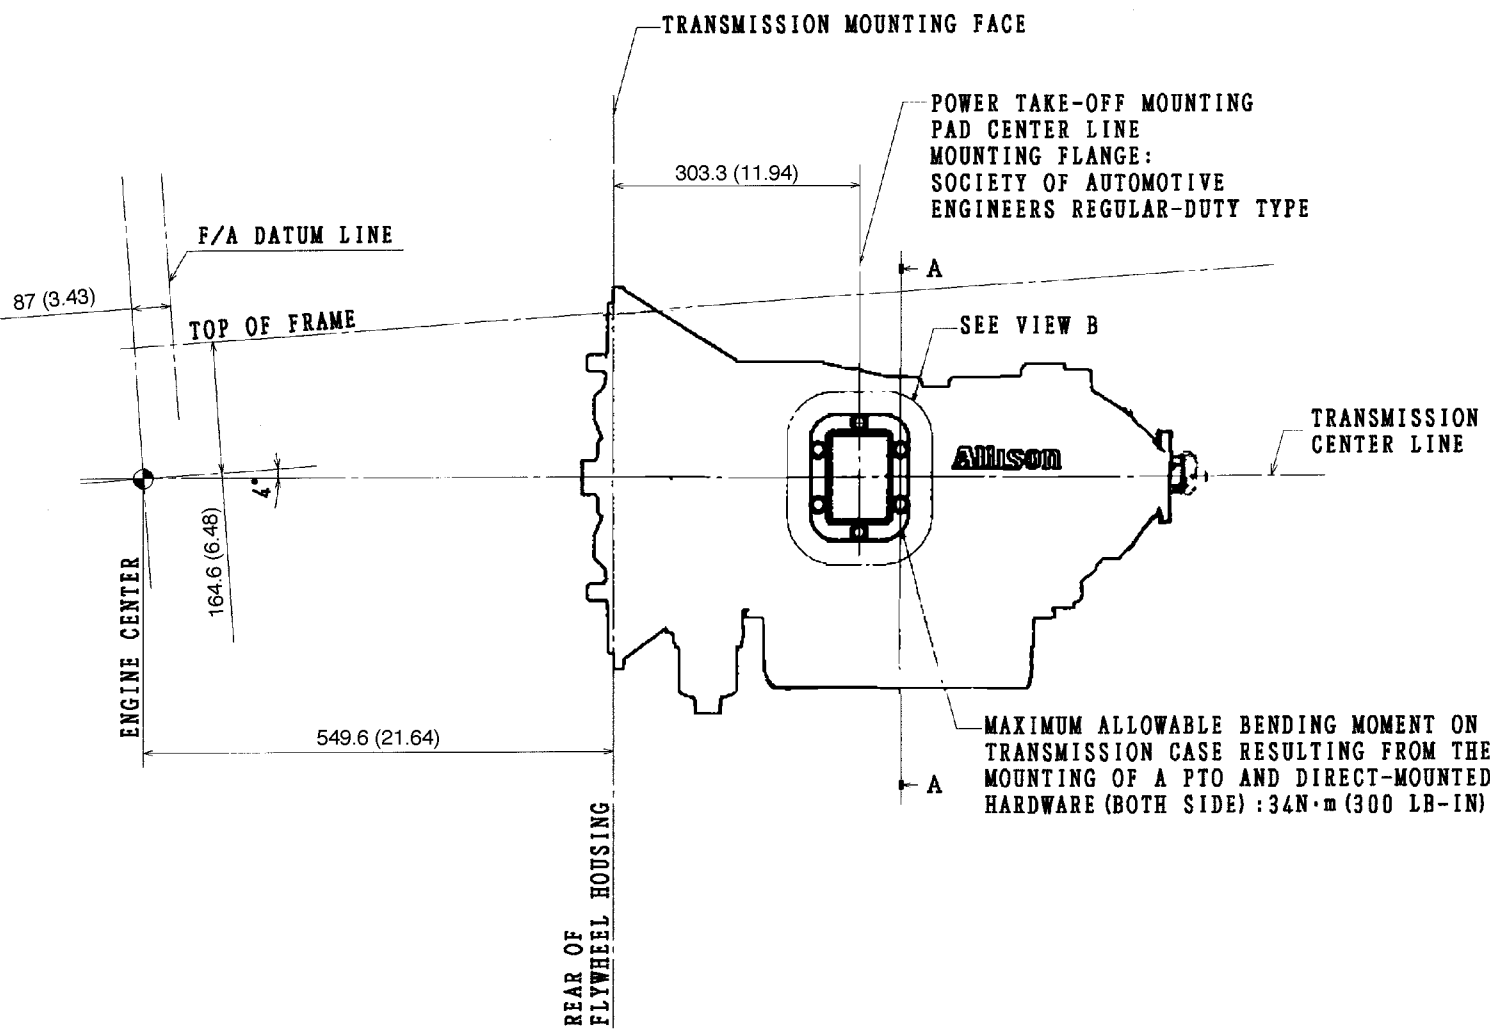 TRANSMISSION MOUNTING FACE
POWER TAKE-OFF MOUNTING
PAD CENTER LINE
MOUNTING FLANGE:
SOCIETY OF AUTOMOTIVE
ENGINEERS REGULAR-DUTY TYPE
303.3 (11.94)
F/A DATUM LINE
A
87 (3.43)
TOP OF FRAME
SEE VIEW B
TRANSMISSION
CENTER LINE
Allison
4°
164.6 (6.48)
ENGINE CENTER
549.6 (21.64)
MAXIMUM ALLOWABLE BENDING MOMENT ON
TRANSMISSION CASE RESULTING FROM THE
MOUNTING OF A PTO AND DIRECT-MOUNTED
HARDWARE (BOTH SIDE) : 34N·m (300 LB-IN)
A
REAR OF
FLYWHEEL HOUSING